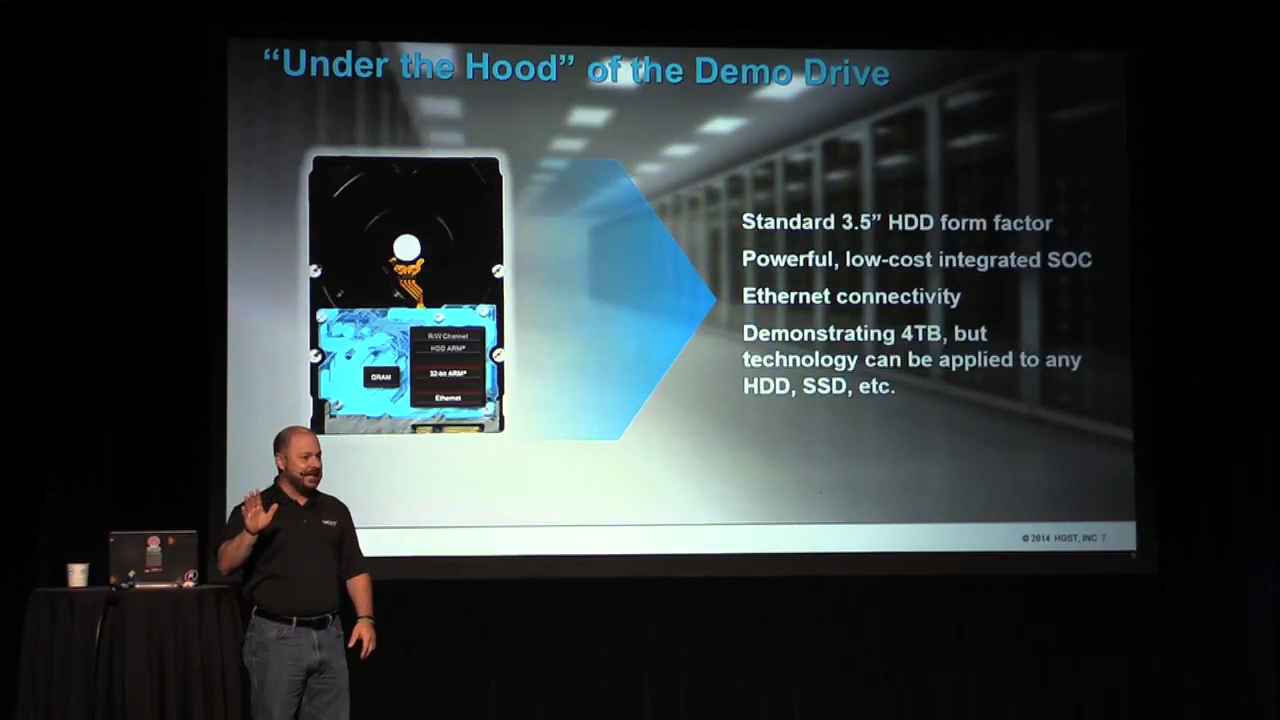 “Under the Hood” of the Demo Drive
Standard 3.5” HDD form factor
Powerful, low-cost integrated SOC
Ethernet connectivity
Demonstrating 4TB, but
technology can be applied to any
HDD, SSD, etc.
R/W Channel
HDD ARM®
32-bit ARM®
DRAM
Ethernet
© 2014 HGST, INC 7
HGST